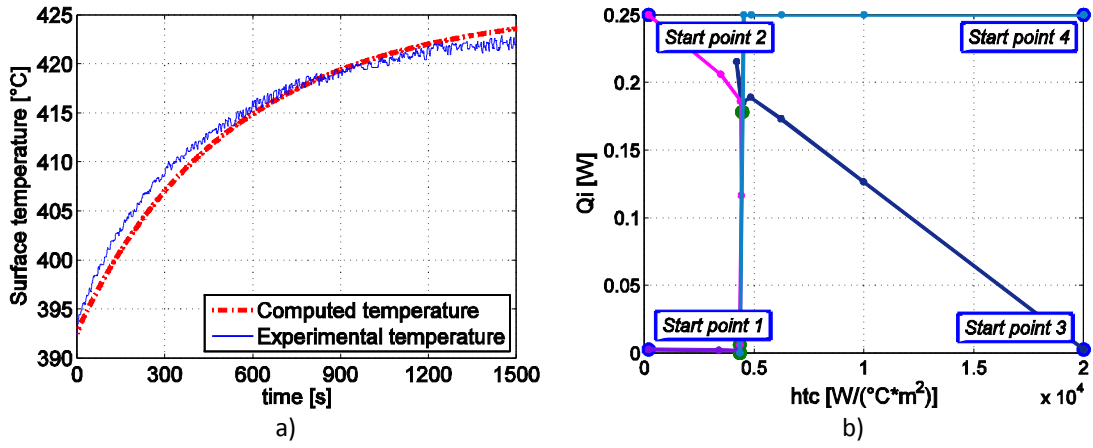 a)
b)
425
420
415
410
405
400
395
390
Surface temperature [°C]
0 300 600 900 1200 1500
time [s]
Computed temperature
Experimental temperature
a)
0.25
0.2
0.15
0.1
0.05
0
Qi [W]
Start point 2
Start point 4
Start point 1
Start point 3
0 0.5 1 1.5 2
x 10⁴
htc [W/(°C*m²)]
b)